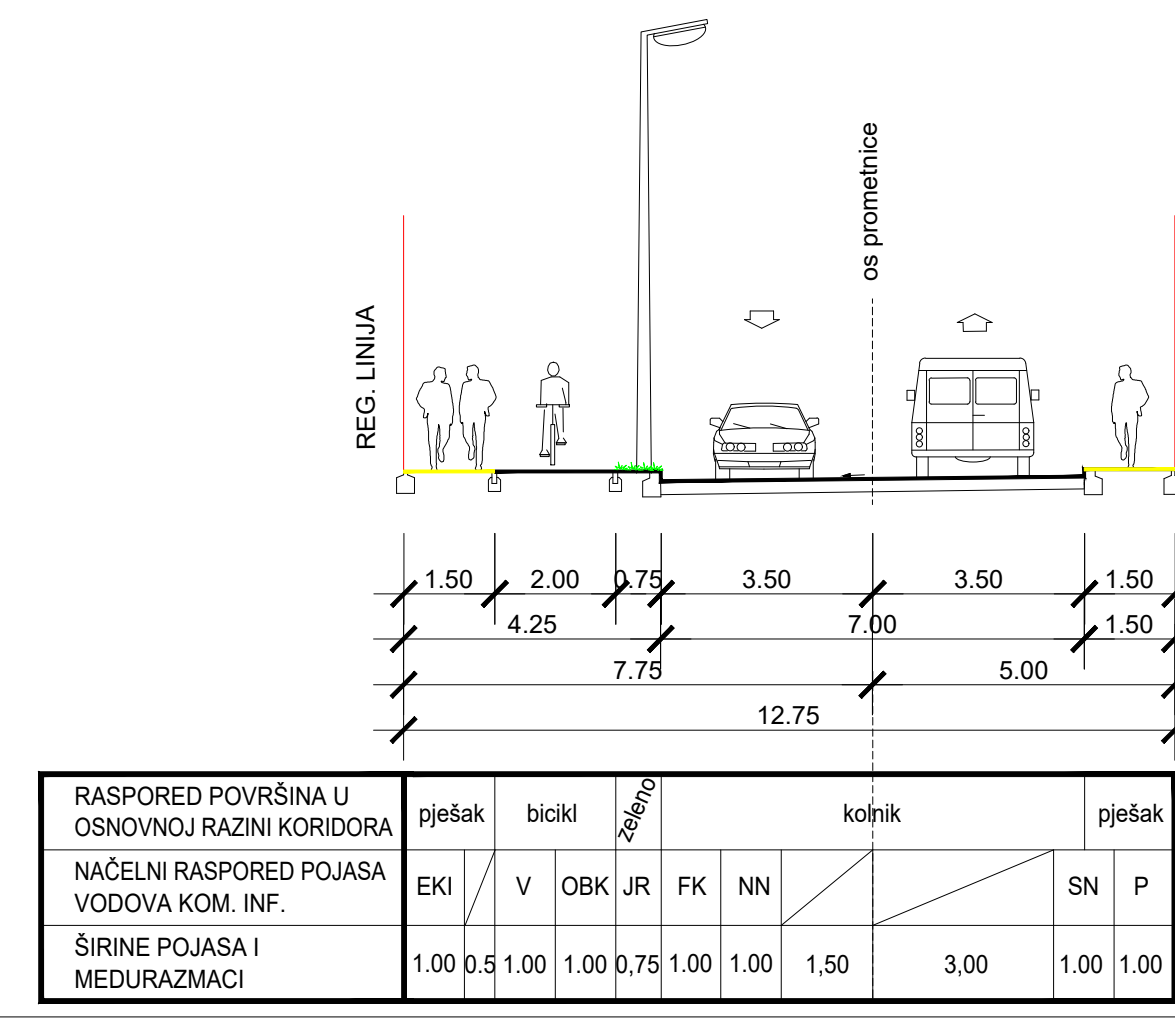 os prometnice
REG. LINIJA
1.50 2.00 0.75 3.50 3.50 1.50
4.25 7.00 1.50
7.75 5.00
12.75
RASPORED POVRŠINA U
OSNOVNOJ RAZINI KORIDORA
pješak bicikl zeleno kolnik pješak
NAČELNI RASPORED POJASA
VODOVA KOM. INF.
EKI V OBK JR FK NN SN P
ŠIRINE POJASA I
MEDURAZMACI
1.00 0.5 1.00 1.00 0,75 1.00 1.00 1,50 3,00 1.00 1.00